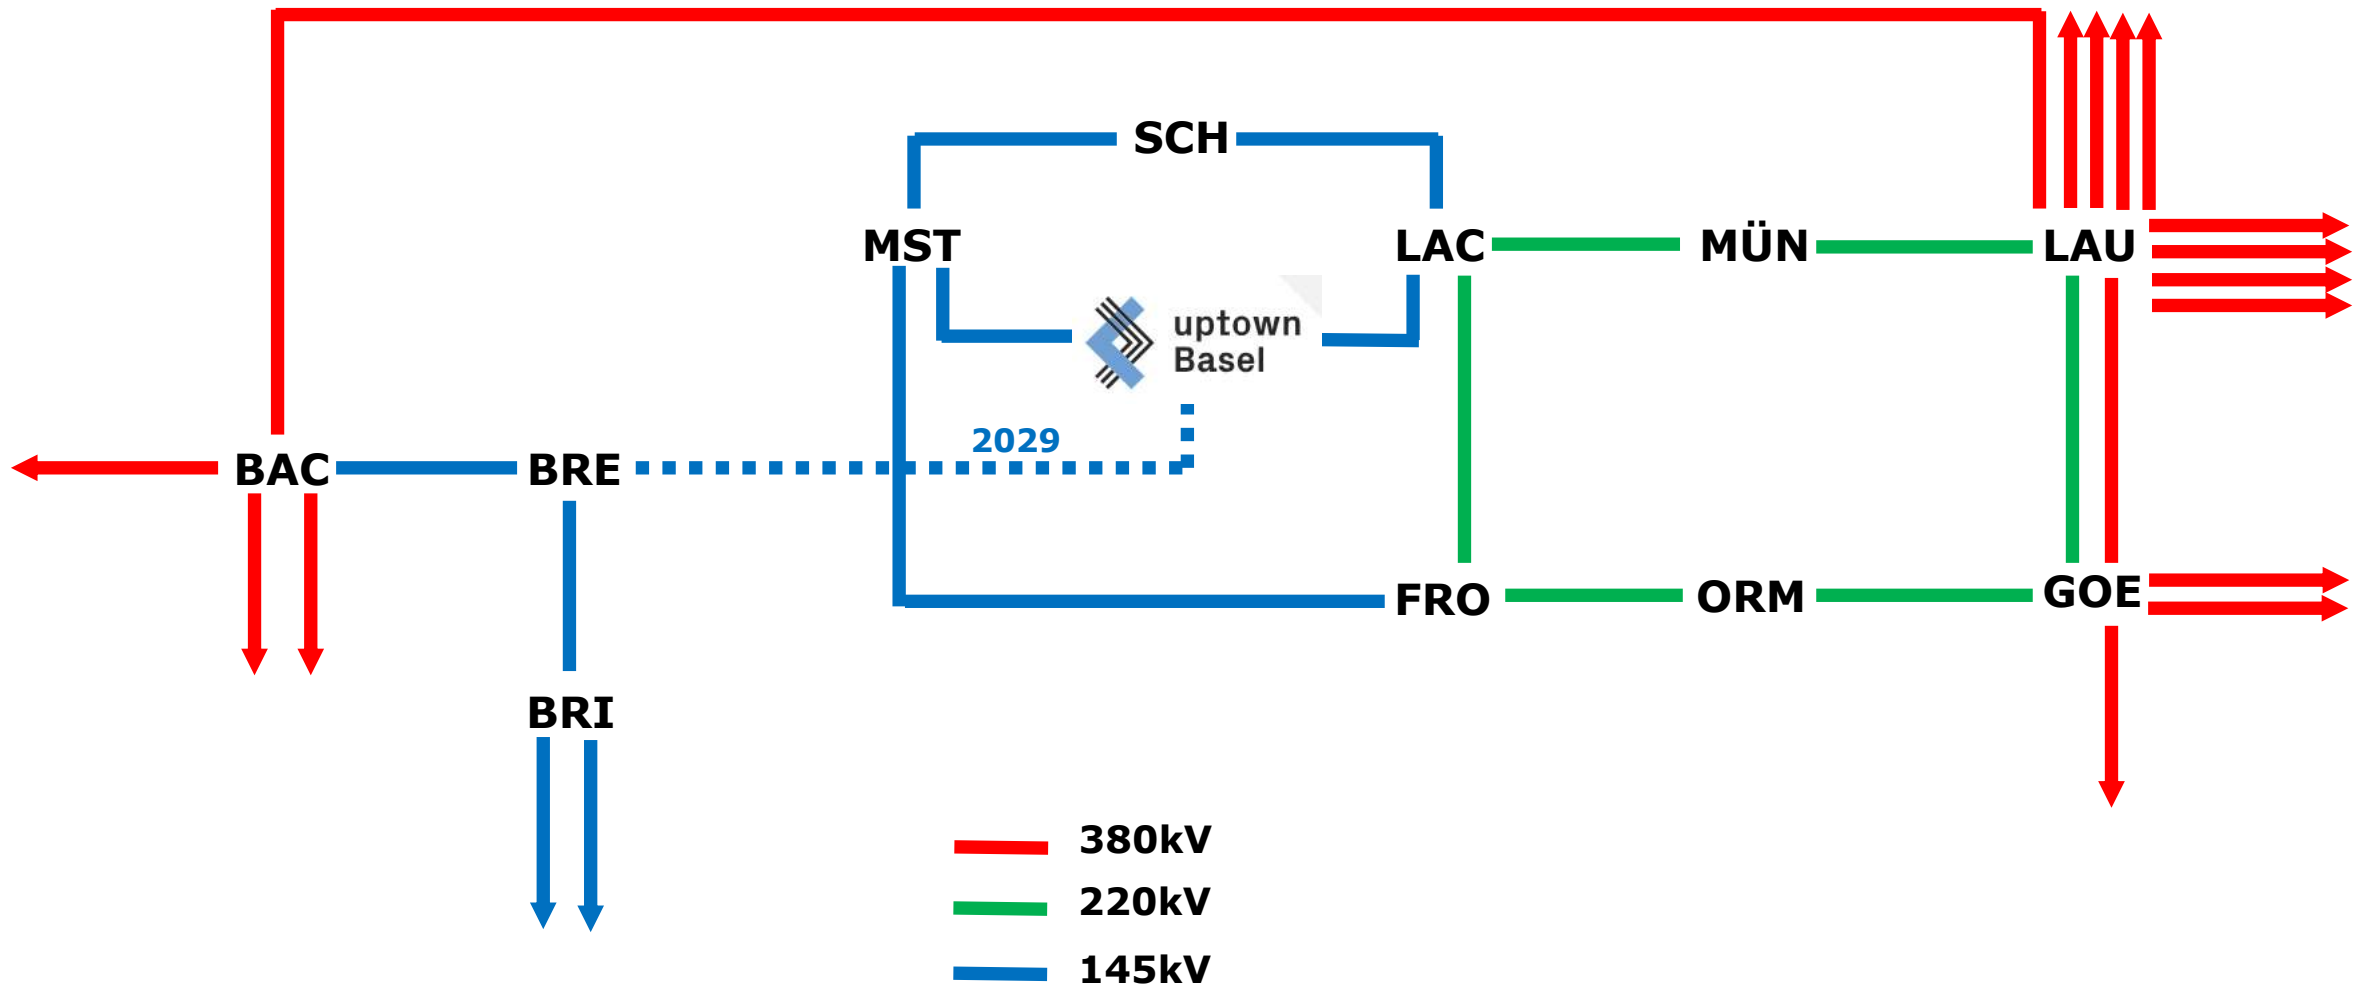 SCH
MST
LAC
MÜN
LAU
uptown
Basel
2029
BAC
BRE
FRO
ORM
GOE
BRI
380kV
220kV
145kV